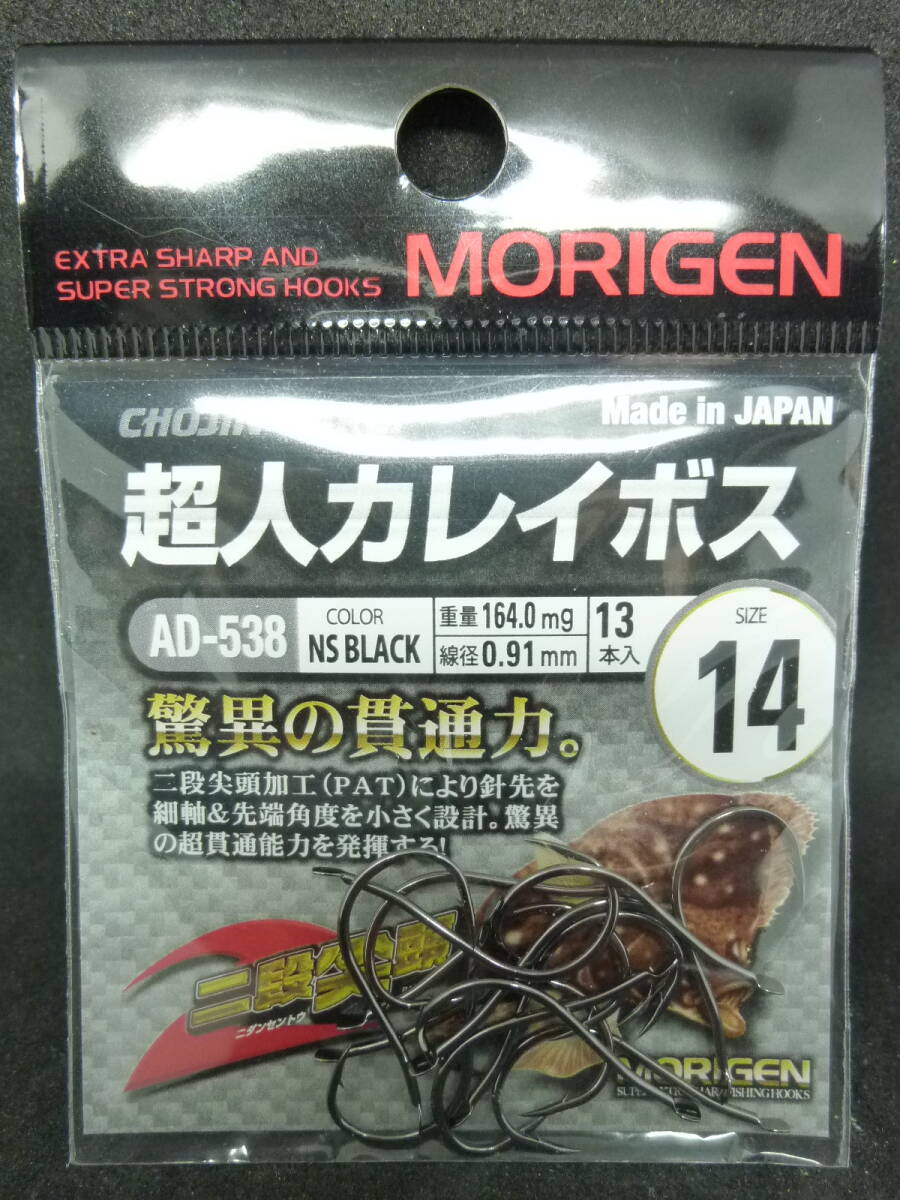 EXTRA SHARP AND
SUPER STRONG HOOKS
MORIGEN
Made in JAPAN
超人カレイボス
AD-538
COLOR
NS BLACK
重量 164.0 mg
線径 0.91 mm
13
本入
SIZE
14
驚異の貫通力。
二段尖頭加工(PAT)により針先を
細軸&先端角度を小さく設計。驚異
の超貫通能力を発揮する!
二段尖頭
ニダンセントウ
MORIGEN
FISHING HOOKS